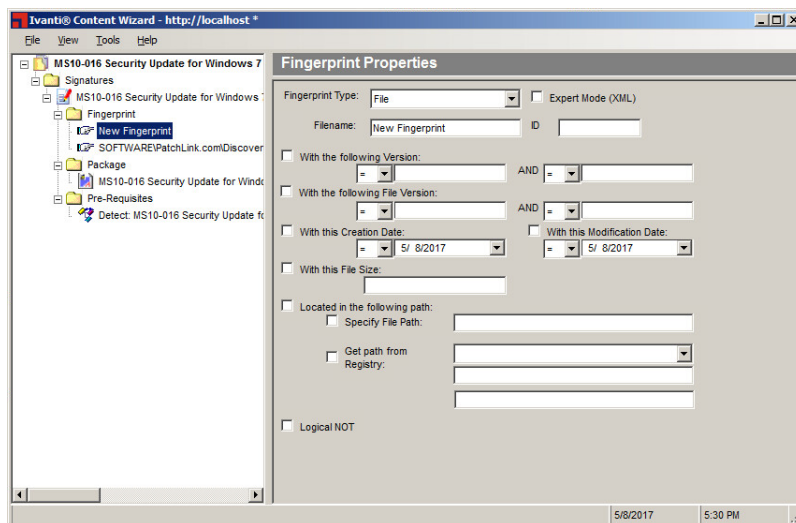 Ivanti® Content Wizard - http://localhost *
File View Tools Help
MS10-016 Security Update for Windows 7
Signatures
MS10-016 Security Update for Windows
Fingerprint
New Fingerprint
SOFTWARE\PatchLink.com\Discover
Package
MS10-016 Security Update for Windo
Pre-Requisites
Detect: MS10-016 Security Update fo
Fingerprint Properties
Fingerprint Type: File Expert Mode (XML)
Filename: New Fingerprint ID
With the following Version:
= AND =
With the following File Version:
= AND =
With this Creation Date: With this Modification Date:
= 5/ 8/2017 = 5/ 8/2017
With this File Size:
Located in the following path:
Specify File Path:
Get path from
Registry:
Logical NOT
5/8/2017 5:30 PM